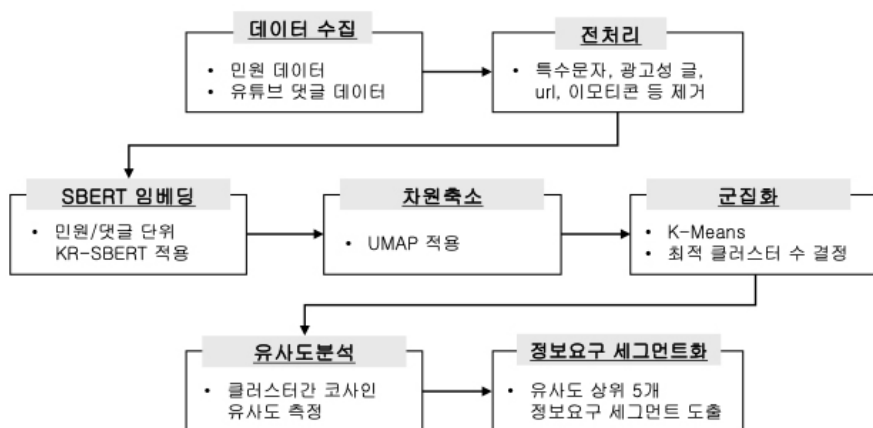 데이터 수집
• 민원 데이터
• 유튜브 댓글 데이터
전처리
• 특수문자, 광고성 글,
url, 이모티콘 등 제거
SBERT 임베딩
• 민원/댓글 단위
KR-SBERT 적용
차원축소
• UMAP 적용
군집화
• K-Means
• 최적 클러스터 수 결정
유사도분석
• 클러스터간 코사인
유사도 측정
정보요구 세그먼트화
• 유사도 상위 5개
정보요구 세그먼트 도출